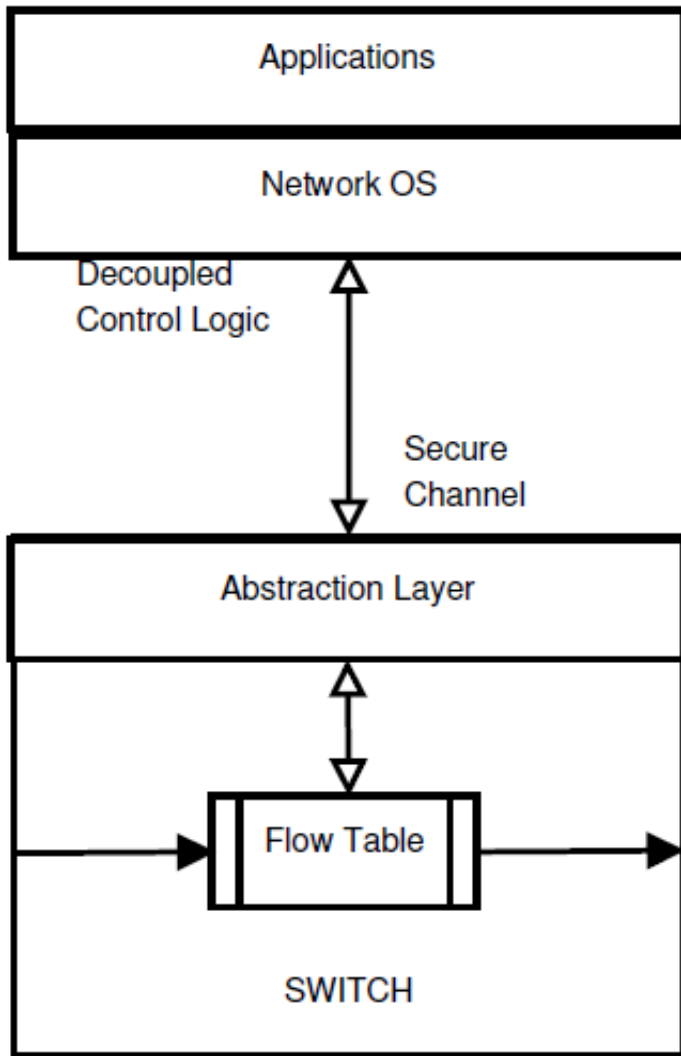 Applications
Network OS
Decoupled
Control Logic
Secure
Channel
Abstraction Layer
Flow Table
SWITCH